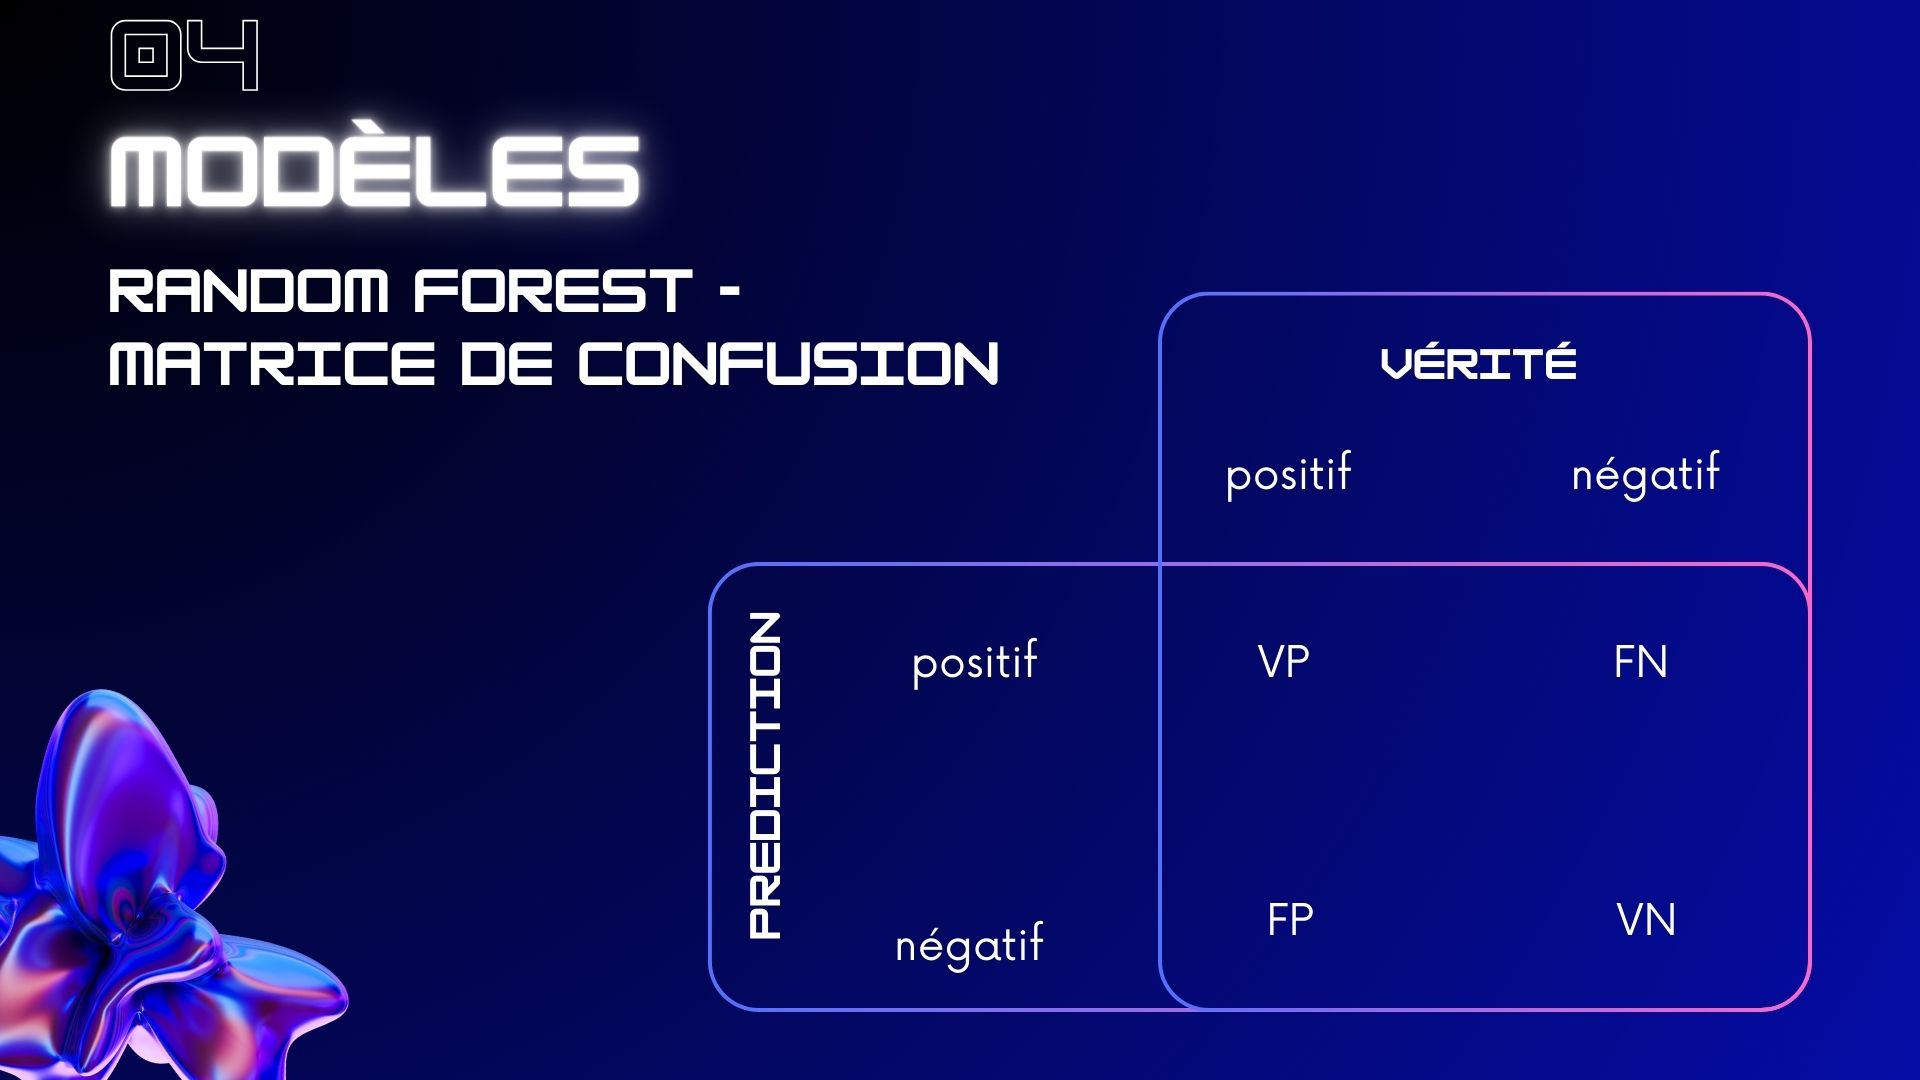 04
MODÈLES
RANDOM FOREST -
MATRICE DE CONFUSION
VÉRITÉ
positif négatif
PREDICTION
positif VP FN
négatif FP VN